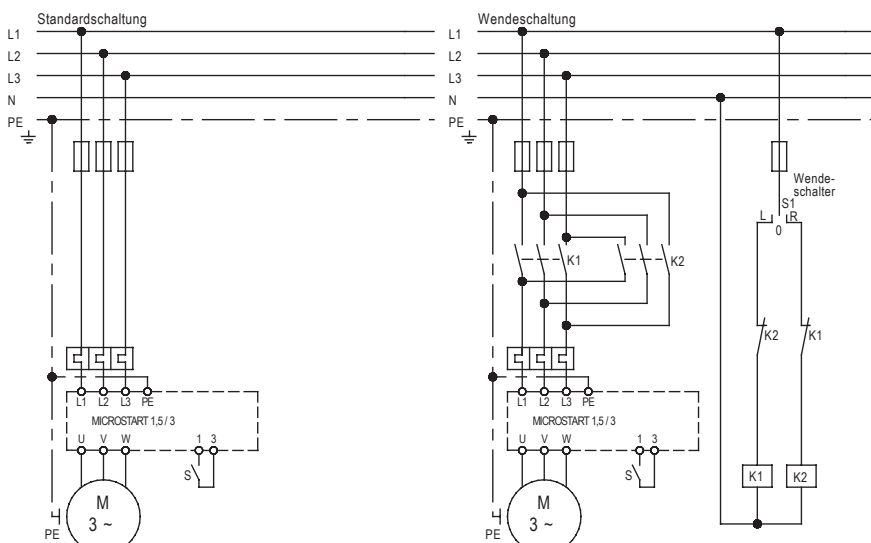 Standardschaltung
L1
L2
L3
N
PE
L1 L2 L3 PE
MICROSTART 1,5 / 3
U V W 1 3
S
M
3 ~
PE
Wendeschaltung
L1
L2
L3
N
PE
Wende-
schalter
S1
L R
0
K1 K2
K2 K1
L1 L2 L3 PE
MICROSTART 1,5 / 3
U V W 1 3
S
K1 K2
M
3 ~
PE